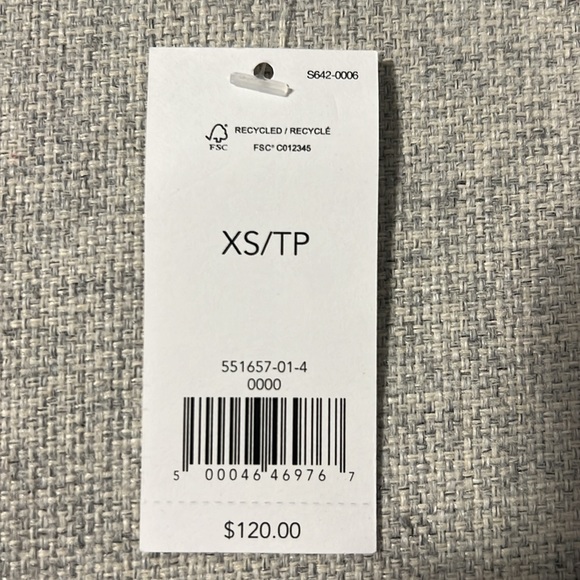 S642-0006
RECYCLED / RECYCLÉ
FSC
FSC® C012345
XS/TP
551657-01-4
0000
5 00046 46976 7
$120.00